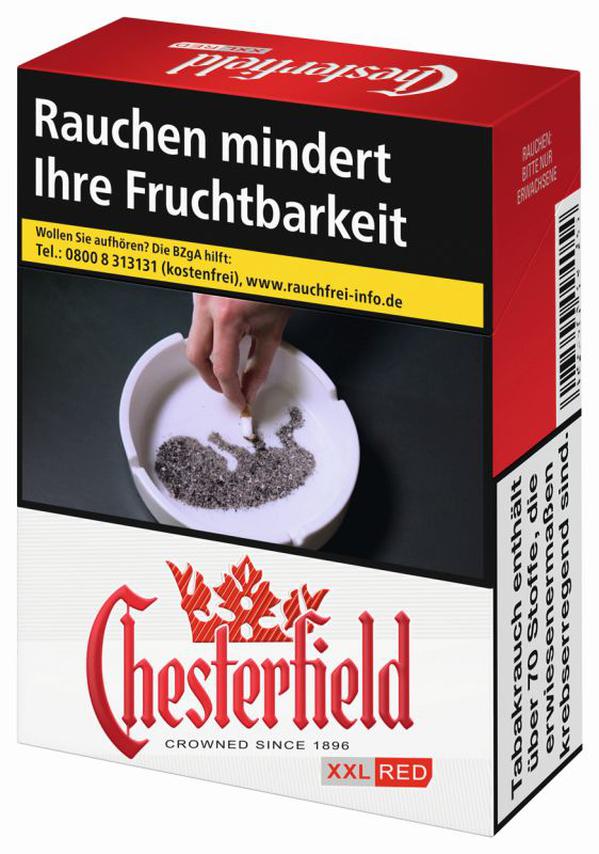 Chesterfield
XXL RED
Rauchen mindert
Ihre Fruchtbarkeit
Wollen Sie aufhören? Die BZgA hilft:
Tel.: 0800 8 313131 (kostenfrei), www.rauchfrei-info.de
Chesterfield
CROWNED SINCE 1896
XXL RED
RAUCHEN:
BITTE NUR
ERWACHSENE
Tabakrauch enthält
über 70 Stoffe, die
erwiesenermaßen
krebserregend sind.